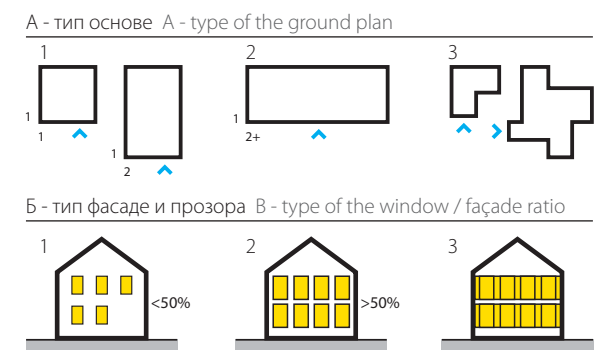 А - тип основе A - type of the ground plan
1 2 3
1
1
1
2
1
2+
Б - тип фасаде и прозора B - type of the window / façade ratio
1 2 3
<50%
>50%